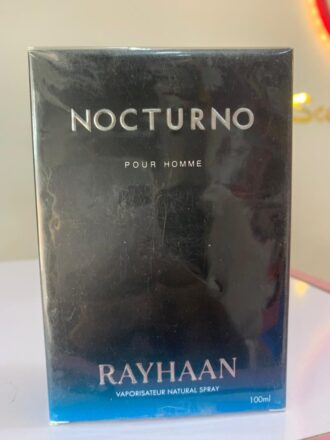 NOCTURNO
POUR HOMME
RAYHAAN
VAPORISATEUR NATURAL SPRAY
100ml